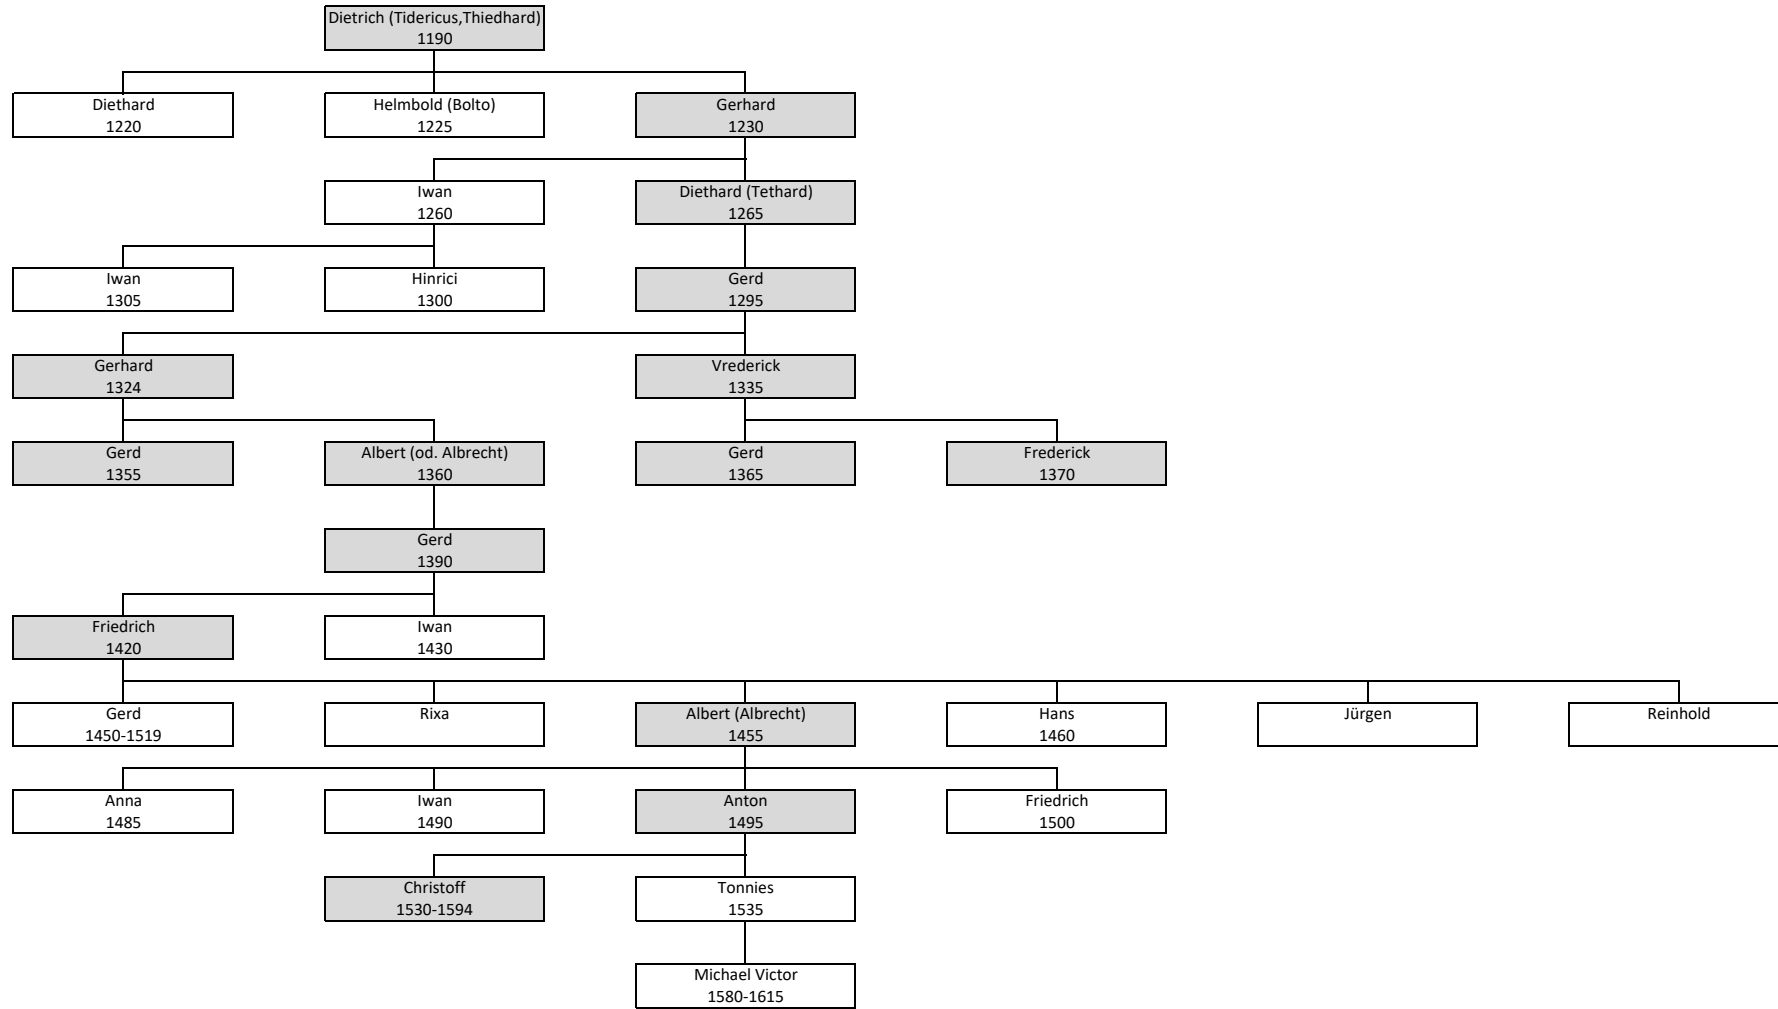 Dietrich (Tidericus,Thiedhard)
1190
Diethard
1220
Helmbold (Bolto)
1225
Gerhard
1230
Iwan
1260
Diethard (Tethard)
1265
Iwan
1305
Hinrici
1300
Gerd
1295
Gerhard
1324
Vrederick
1335
Gerd
1355
Albert (od. Albrecht)
1360
Gerd
1365
Frederick
1370
Gerd
1390
Friedrich
1420
Iwan
1430
Gerd
1450-1519
Rixa
Albert (Albrecht)
1455
Hans
1460
Jürgen
Reinhold
Anna
1485
Iwan
1490
Anton
1495
Friedrich
1500
Christoff
1530-1594
Tonnies
1535
Michael Victor
1580-1615